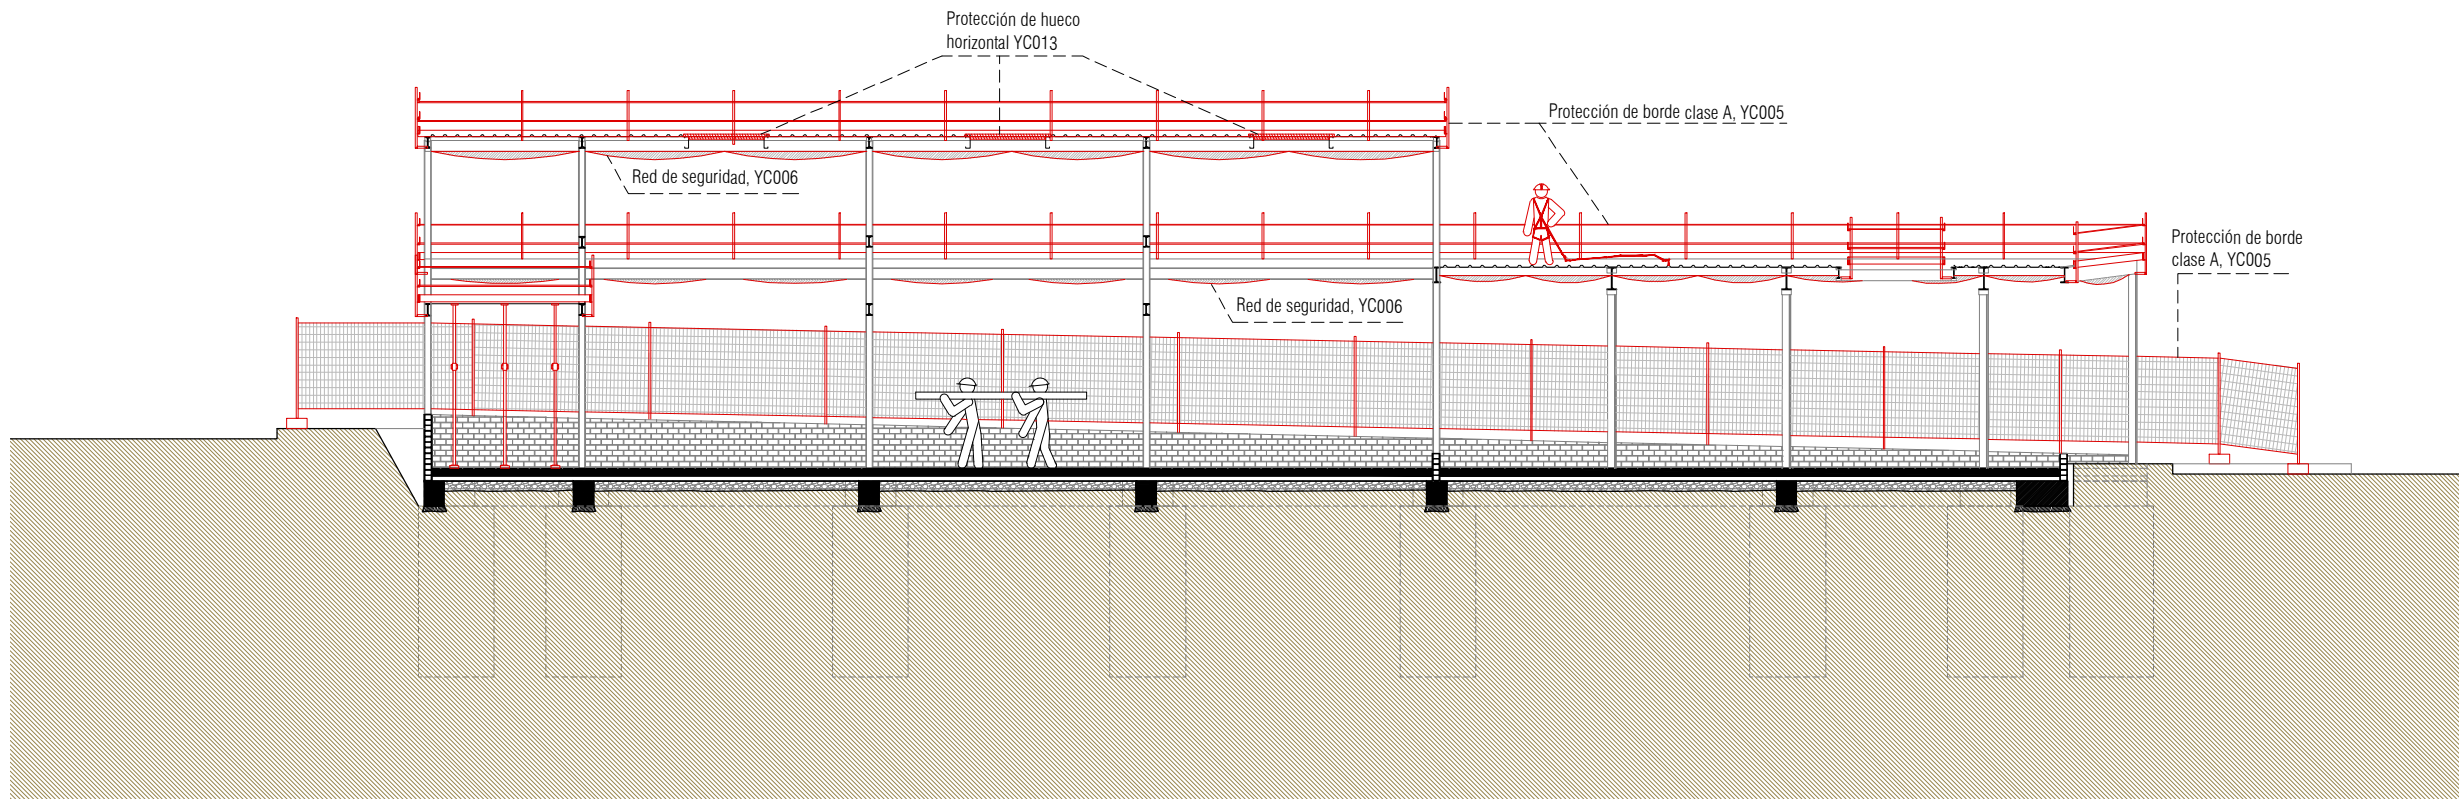 Protección de hueco
horizontal YC013
Protección de borde clase A, YC005
Red de seguridad, YC006
Protección de borde
clase A, YC005
Red de seguridad, YC006